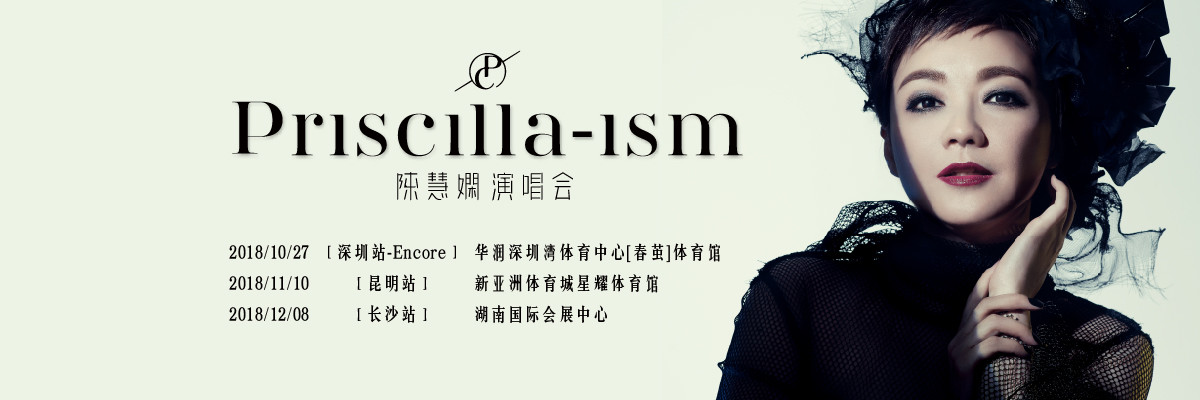 PC
Priscilla-ism
陈慧娴 演唱会
2018/10/27 [ 深圳站-Encore ] 华润深圳湾体育中心[春茧]体育馆
2018/11/10 [ 昆明站 ] 新亚洲体育城星耀体育馆
2018/12/08 [ 长沙站 ] 湖南国际会展中心